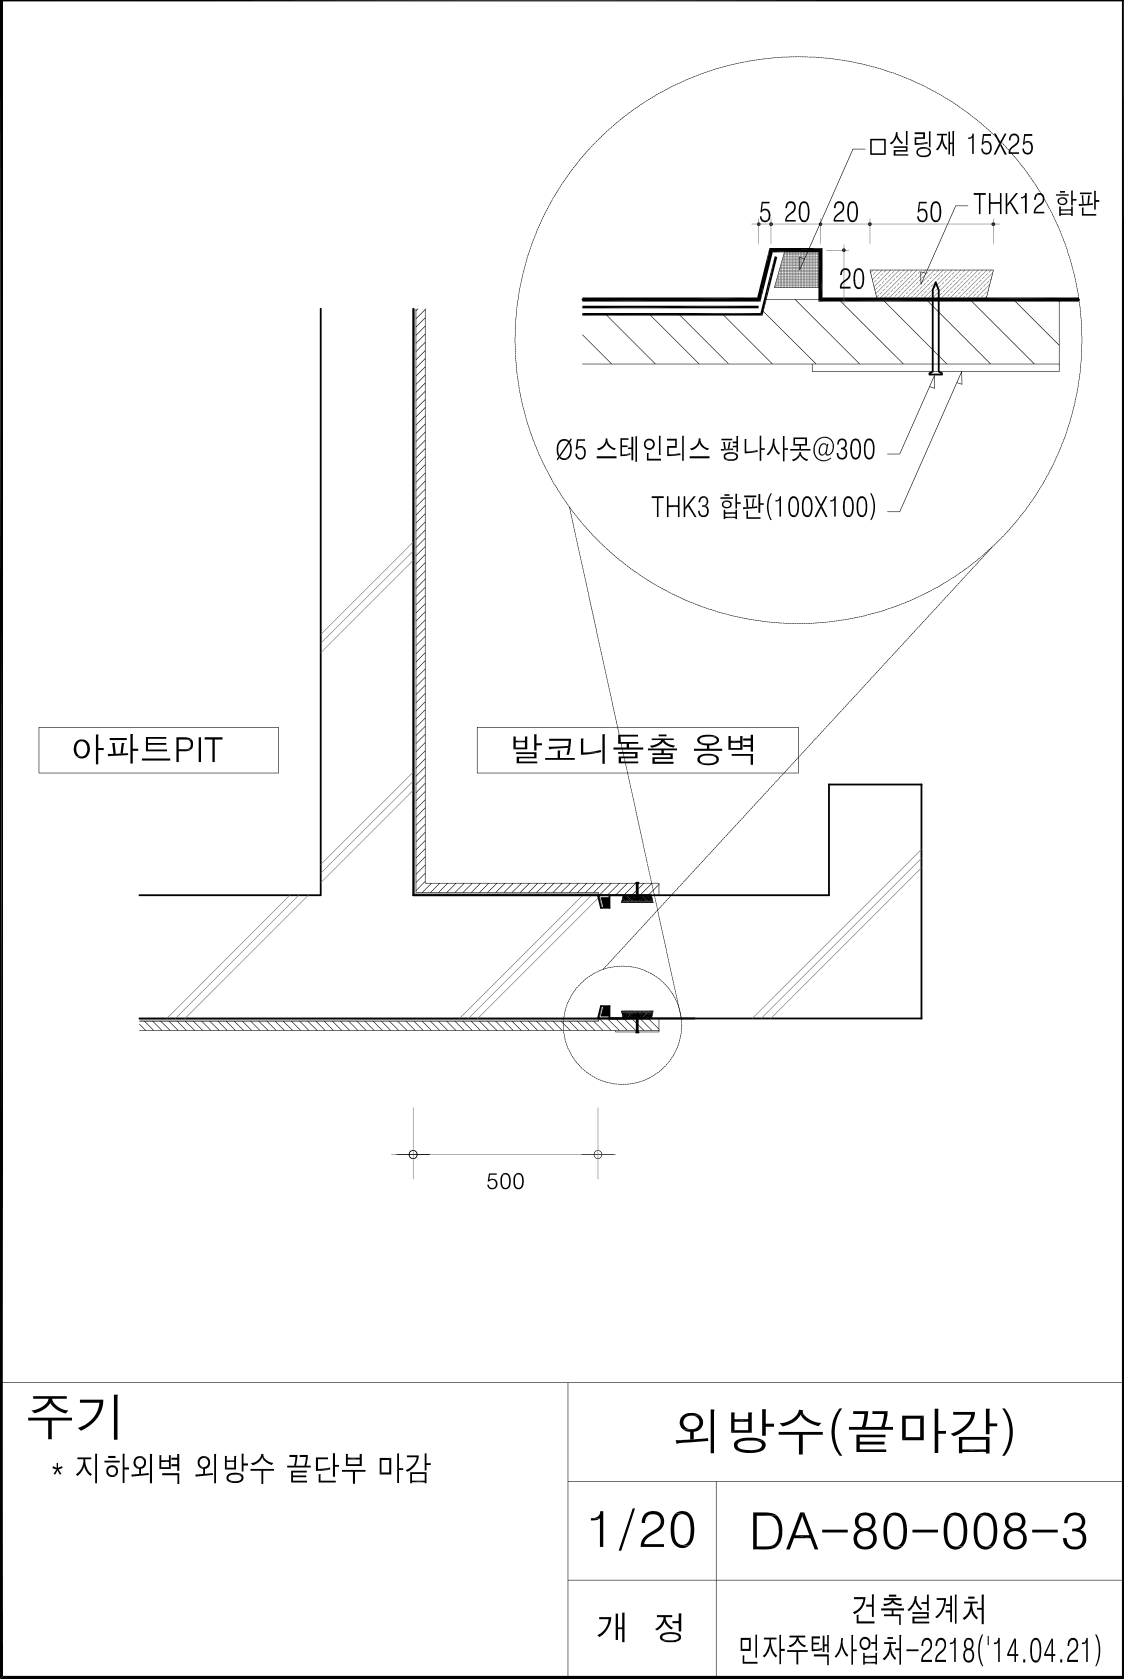 □실링재 15X25
THK12 합판
5 20 20 50
20
Ø5 스테인리스 평나사못@300
THK3 합판(100X100)
아파트PIT
발코니돌출 옹벽
500
주기
* 지하외벽 외방수 끝단부 마감
외방수(끝마감)
1/20
DA-80-008-3
개 정
건축설계처
민자주택사업처-2218('14.04.21)